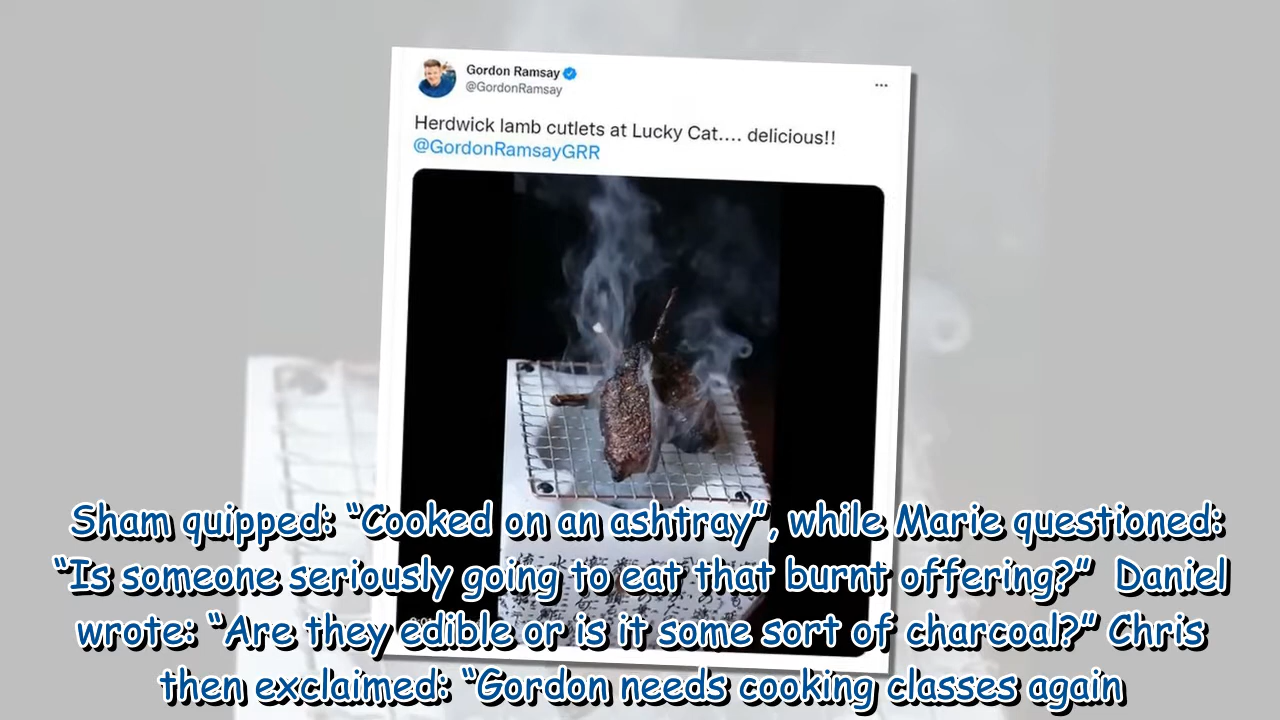 Gordon Ramsay
@GordonRamsay
Herdwick lamb cutlets at Lucky Cat.... delicious!!
@GordonRamsayGRR
Sham quipped: “Cooked on an ashtray”, while Marie questioned:
“Is someone seriously going to eat that burnt offering?” Daniel
wrote: “Are they edible or is it some sort of charcoal?” Chris
then exclaimed: “Gordon needs cooking classes again